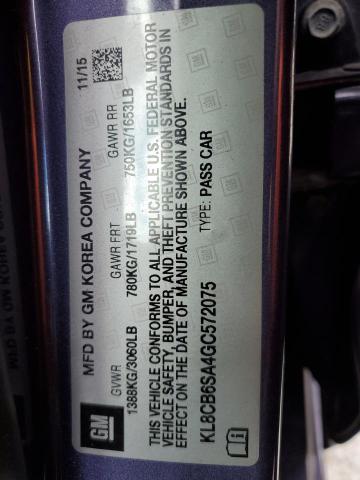 GM
MFD BY GM KOREA COMPANY
11/15
GVWR GAWR FRT GAWR RR
1388KG/3060LB 780KG/1719LB 750KG/1653LB
THIS VEHICLE CONFORMS TO ALL APPLICABLE U.S. FEDERAL MOTOR
VEHICLE SAFETY, BUMPER, AND THEFT PREVENTION STANDARDS IN
EFFECT ON THE DATE OF MANUFACTURE SHOWN ABOVE.
KL8CB6SA4GC572075 TYPE: PASS CAR